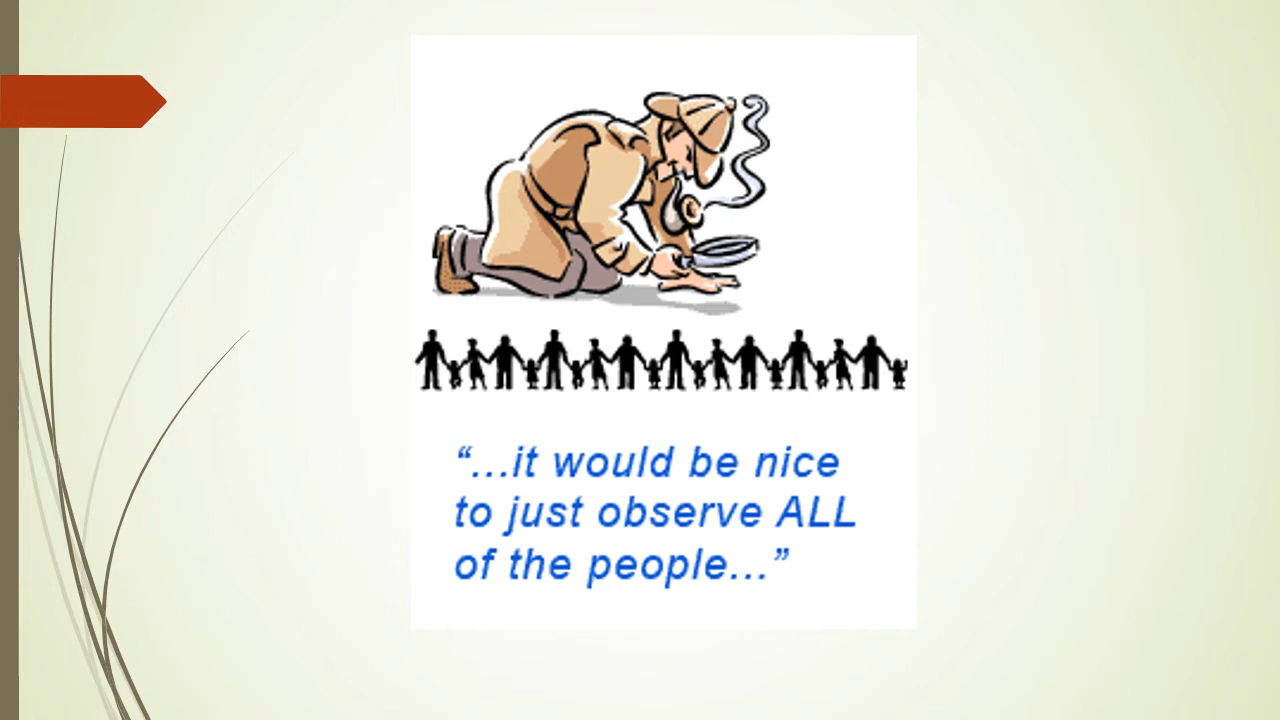 “...it would be nice
to just observe ALL
of the people...”